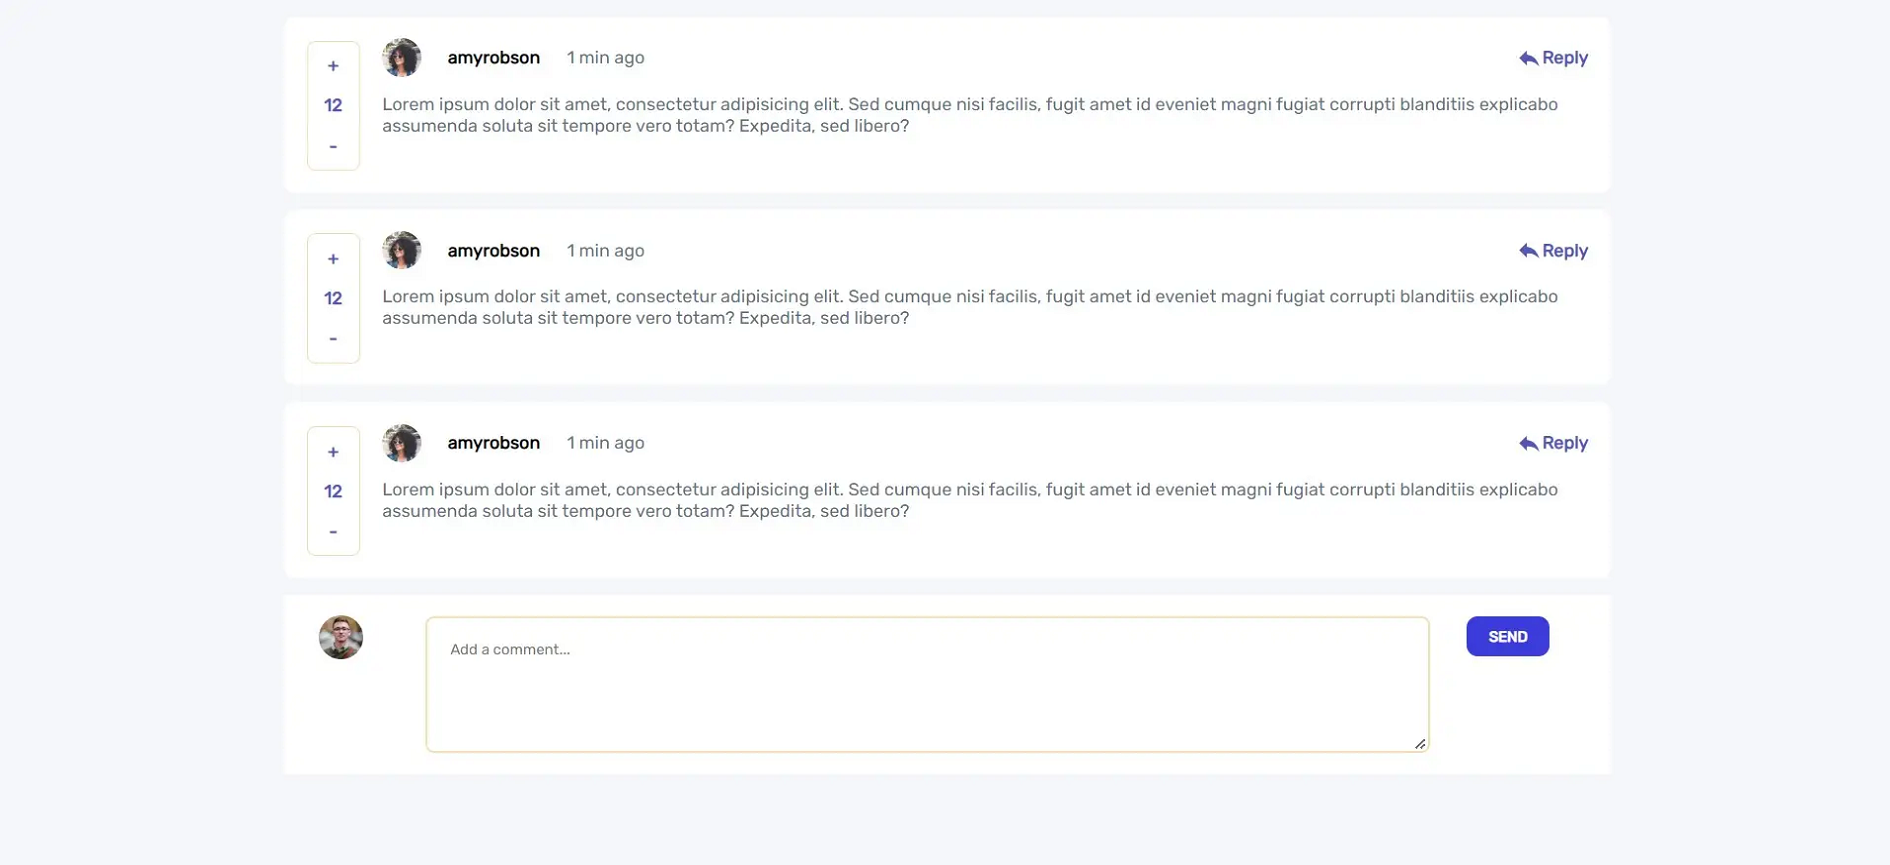 +
12
-
amyrobson 1 min ago
Reply
Lorem ipsum dolor sit amet, consectetur adipisicing elit. Sed cumque nisi facilis, fugit amet id eveniet magni fugiat corrupti blanditiis explicabo
assumenda soluta sit tempore vero totam? Expedita, sed libero?
+
12
-
amyrobson 1 min ago
Reply
Lorem ipsum dolor sit amet, consectetur adipisicing elit. Sed cumque nisi facilis, fugit amet id eveniet magni fugiat corrupti blanditiis explicabo
assumenda soluta sit tempore vero totam? Expedita, sed libero?
+
12
-
amyrobson 1 min ago
Reply
Lorem ipsum dolor sit amet, consectetur adipisicing elit. Sed cumque nisi facilis, fugit amet id eveniet magni fugiat corrupti blanditiis explicabo
assumenda soluta sit tempore vero totam? Expedita, sed libero?
Add a comment...
SEND